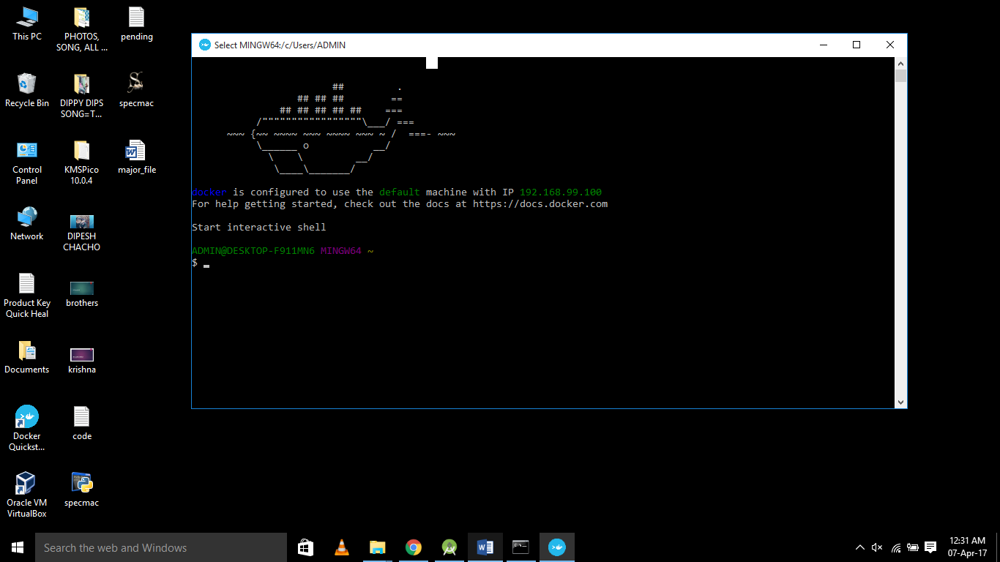 This PC
PHOTOS,
SONG, ALL ...
pending
Recycle Bin
DIPPY DIPS
SONG=T...
specmac
Control
Panel
KMSPico
10.0.4
major_file
Network
DIPESH
CHACHO
Product Key
Quick Heal
brothers
Documents
krishna
Docker
Quickst...
code
Oracle VM
VirtualBox
specmac
Select MINGW64:/c/Users/ADMIN
                        ##         .
                  ## ## ##        ==
               ## ## ## ## ##    ===
           /"""""""""""""""""\___/ ===
      ~~~ {~~ ~~~~ ~~~ ~~~~ ~~~ ~ /  ===- ~~~
           \______ o           __/
             \    \         __/
              \____\_______/
docker is configured to use the default machine with IP 192.168.99.100
For help getting started, check out the docs at https://docs.docker.com
Start interactive shell
ADMIN@DESKTOP-F911MN6 MINGW64 ~
$ _
Search the web and Windows
12:31 AM
07-Apr-17